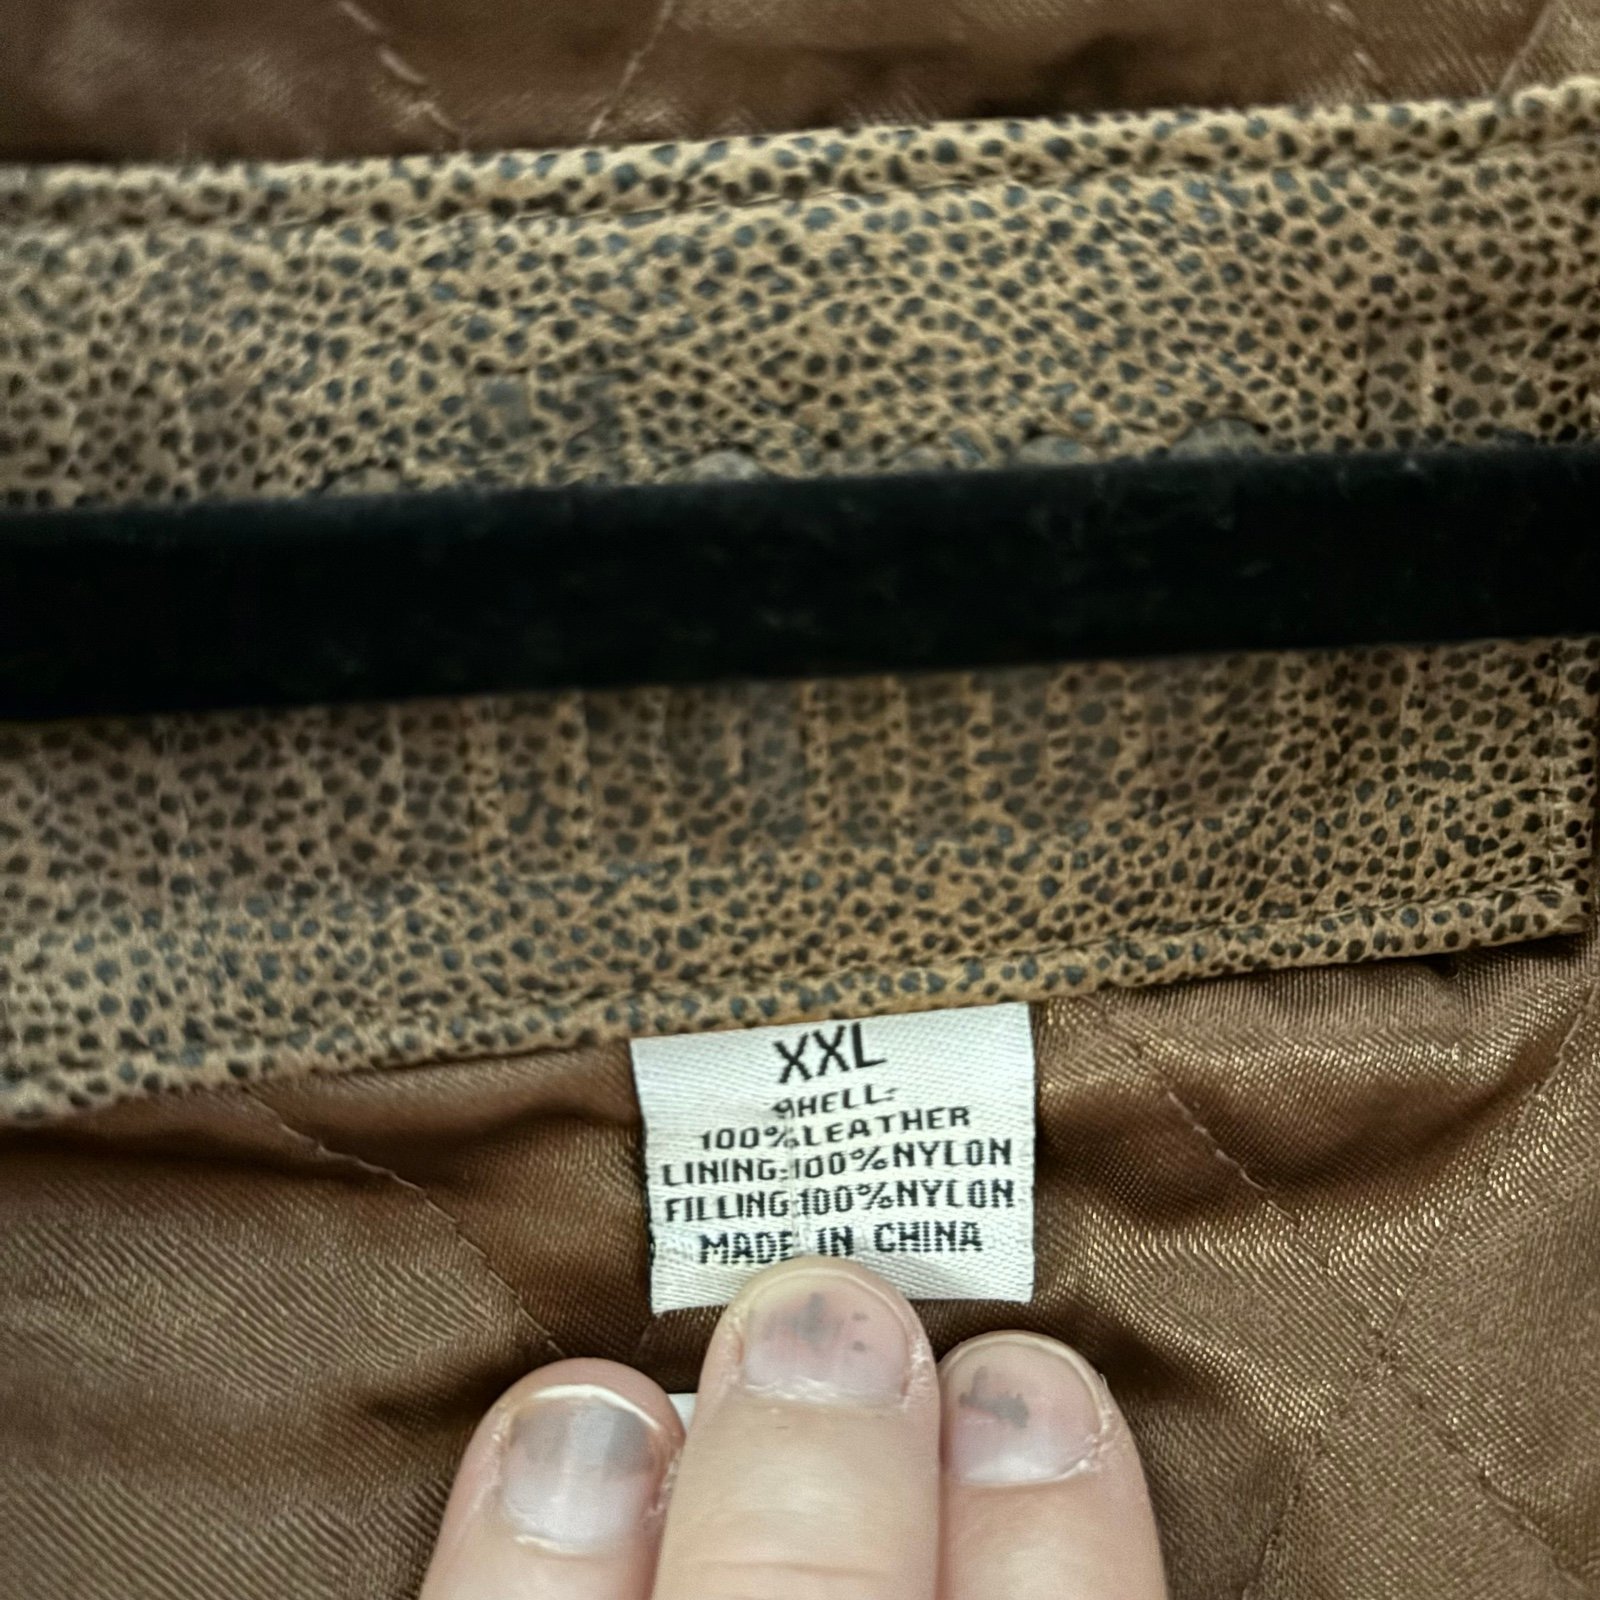 XXL
SHELL:
100%LEATHER
LINING:100%NYLON
FILLING:100%NYLON
MADE IN CHINA